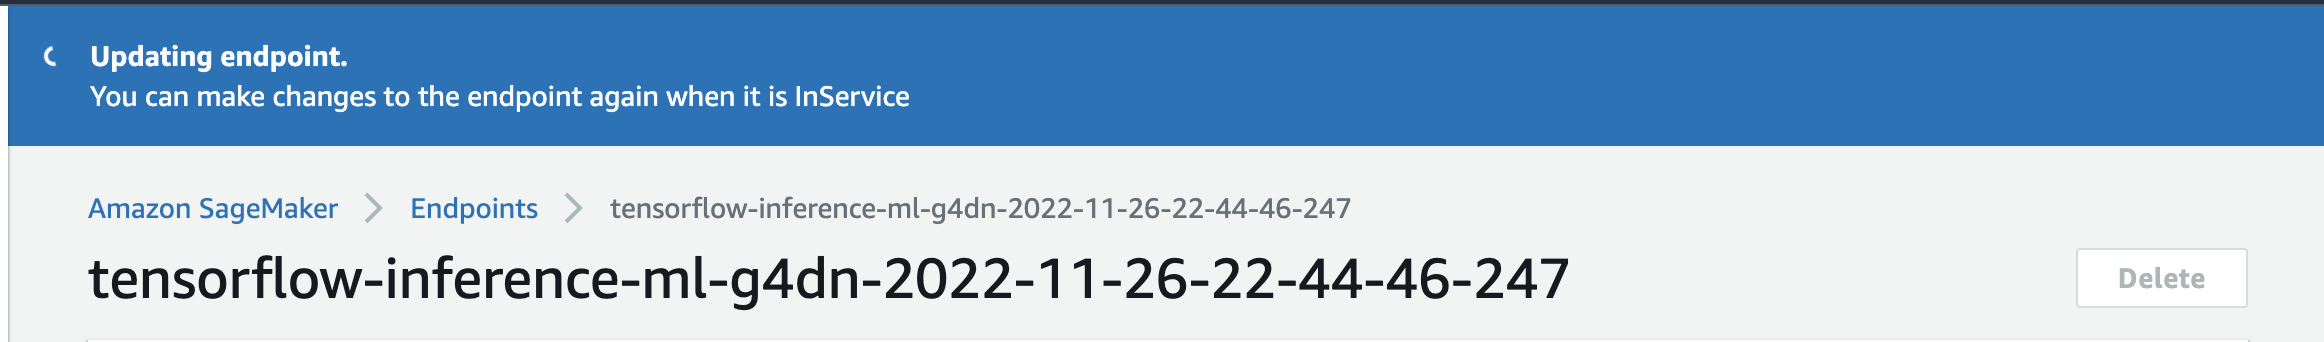 Updating endpoint.
You can make changes to the endpoint again when it is InService
Amazon SageMaker Endpoints tensorflow-inference-ml-g4dn-2022-11-26-22-44-46-247
tensorflow-inference-ml-g4dn-2022-11-26-22-44-46-247
Delete